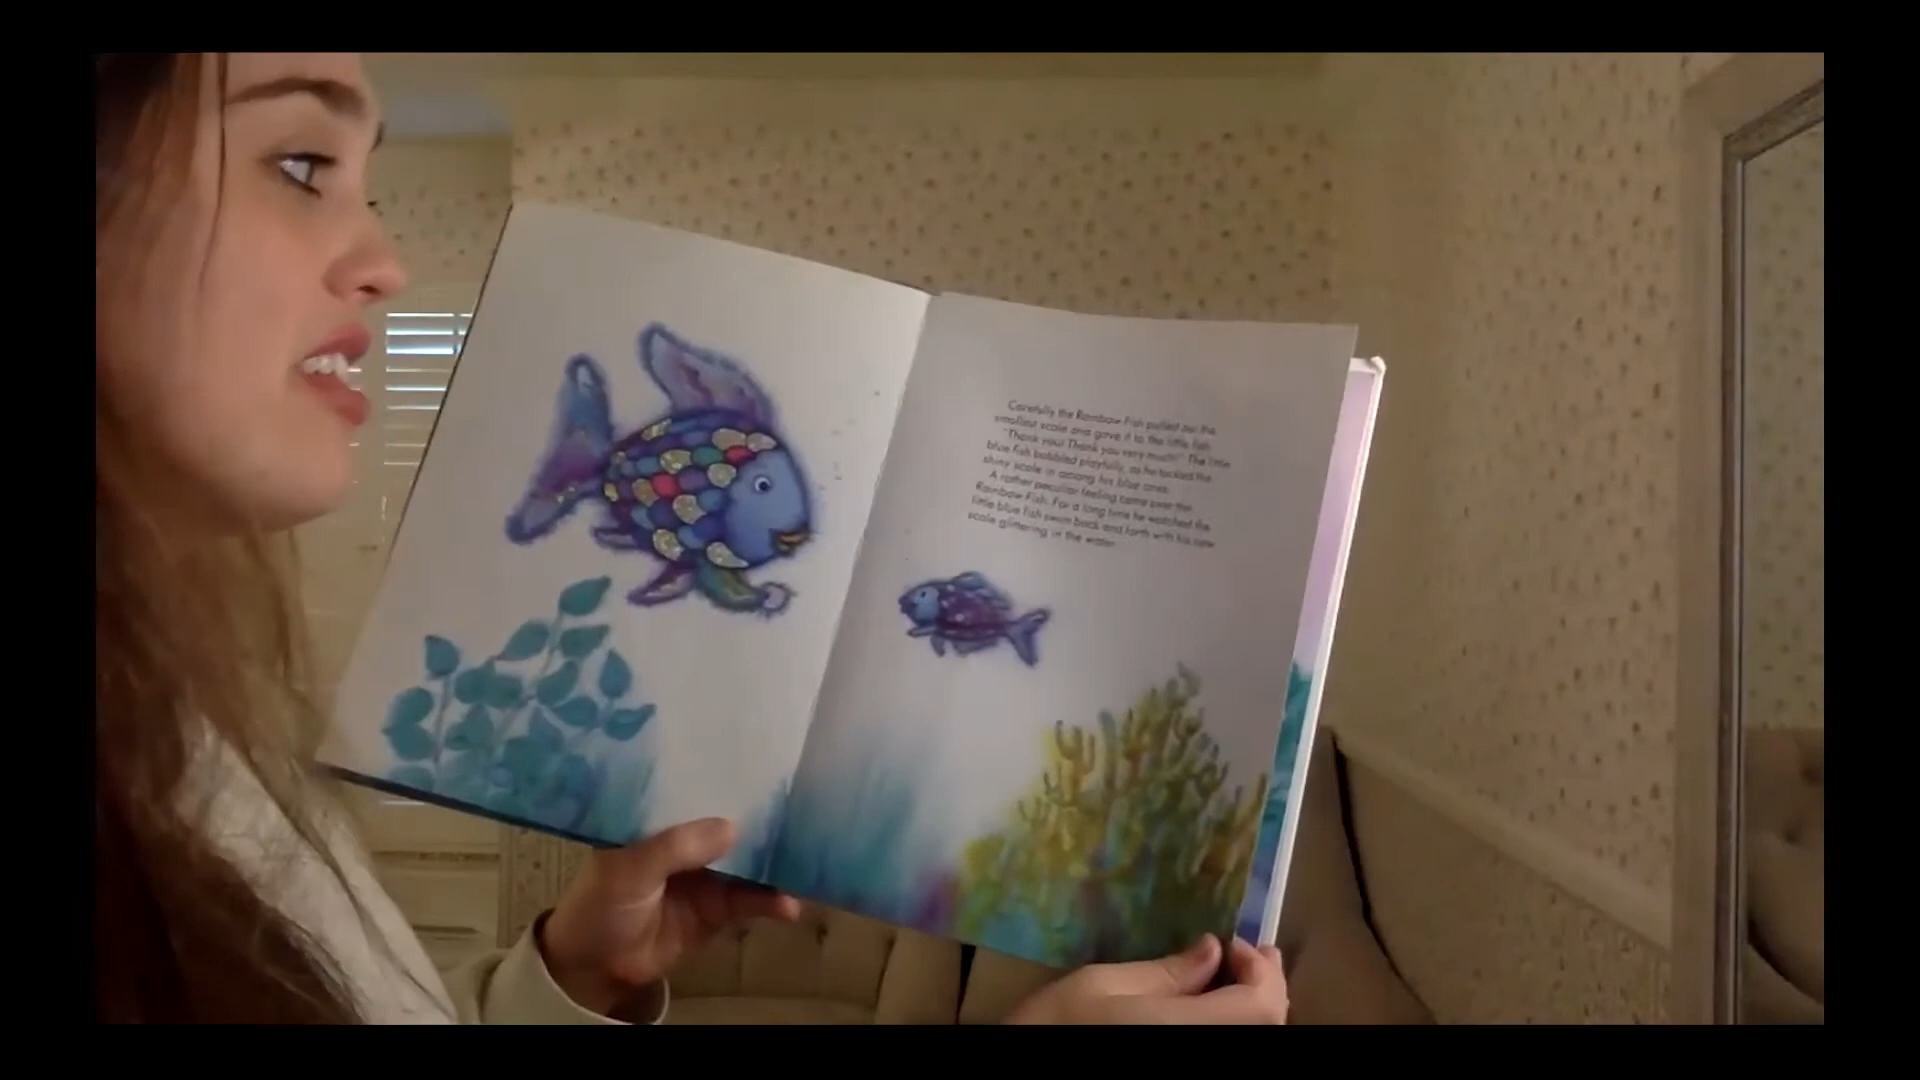 Carefully the Rainbow Fish pulled out the
smallest scale and gave it to the little fish.
"Thank you! Thank you very much!" The little
blue fish bubbled playfully, as he tucked the
shiny scale in among his blue ones.
A rather peculiar feeling came over the
Rainbow Fish. For a long time he watched the
little blue fish swim back and forth with his new
scale glittering in the water.